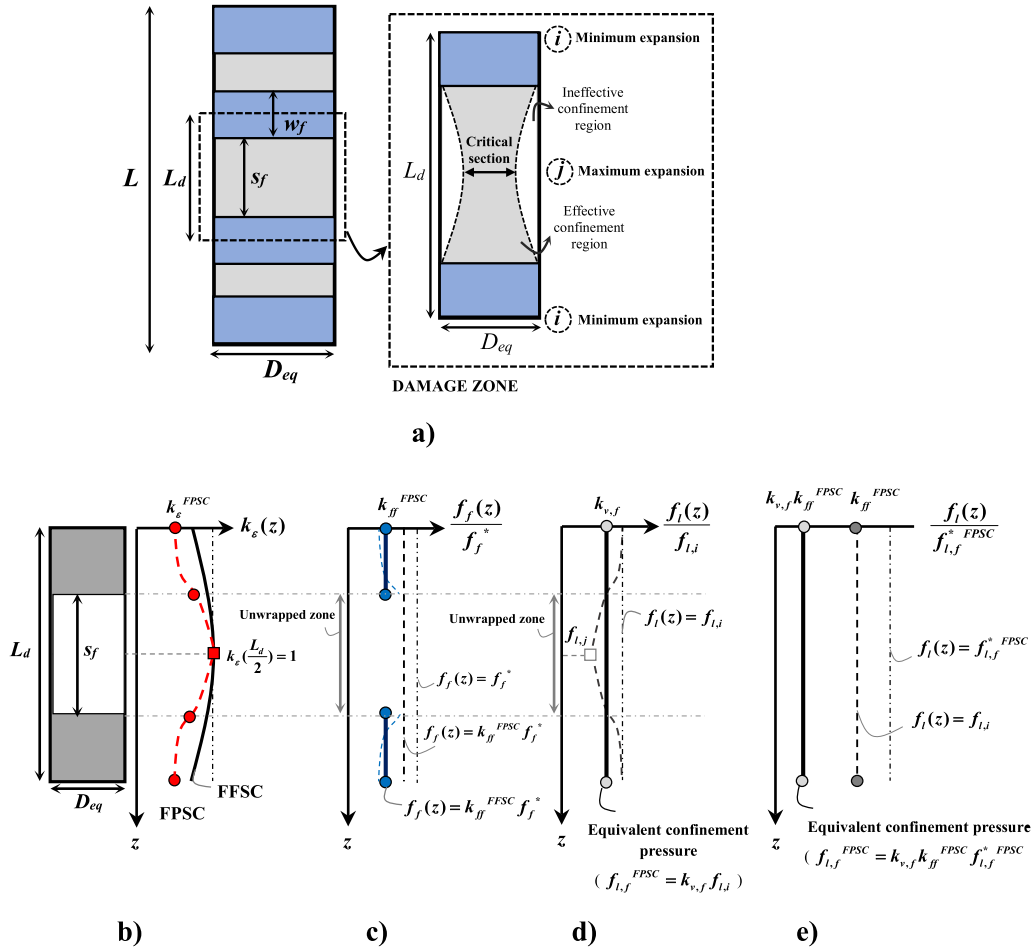 L
L_d
w_f
s_f
D_eq
i Minimum expansion
Ineffective
confinement
region
Critical
section
j Maximum expansion
L_d
Effective
confinement
region
i Minimum expansion
D_eq
DAMAGE ZONE
a)
k_ε^FPSC
k_ε(z)
L_d
s_f
k_ε(L_d/2)=1
D_eq
FPSC
FFSC
z
b)
k_ff^FPSC
f_f(z)/f_f^*
Unwrapped zone
f_f(z)=f_f^*
f_f(z)=k_ff^FPSC f_f^*
f_f(z)=k_ff^FFSC f_f^*
z
c)
k_v,f
f_l(z)/f_l,i
Unwrapped zone
f_l,j
f_l(z)=f_l,i
z
Equivalent confinement
pressure
( f_l,f^FPSC = k_v,f f_l,i )
d)
k_v,f k_ff^FPSC
k_ff^FPSC
f_l(z)/f_l,f^*FPSC
f_l(z)=f_l,f^*FPSC
f_l(z)=f_l,i
z
Equivalent confinement pressure
( f_l,f^FPSC = k_v,f k_ff^FPSC f_l,f^*FPSC )
e)